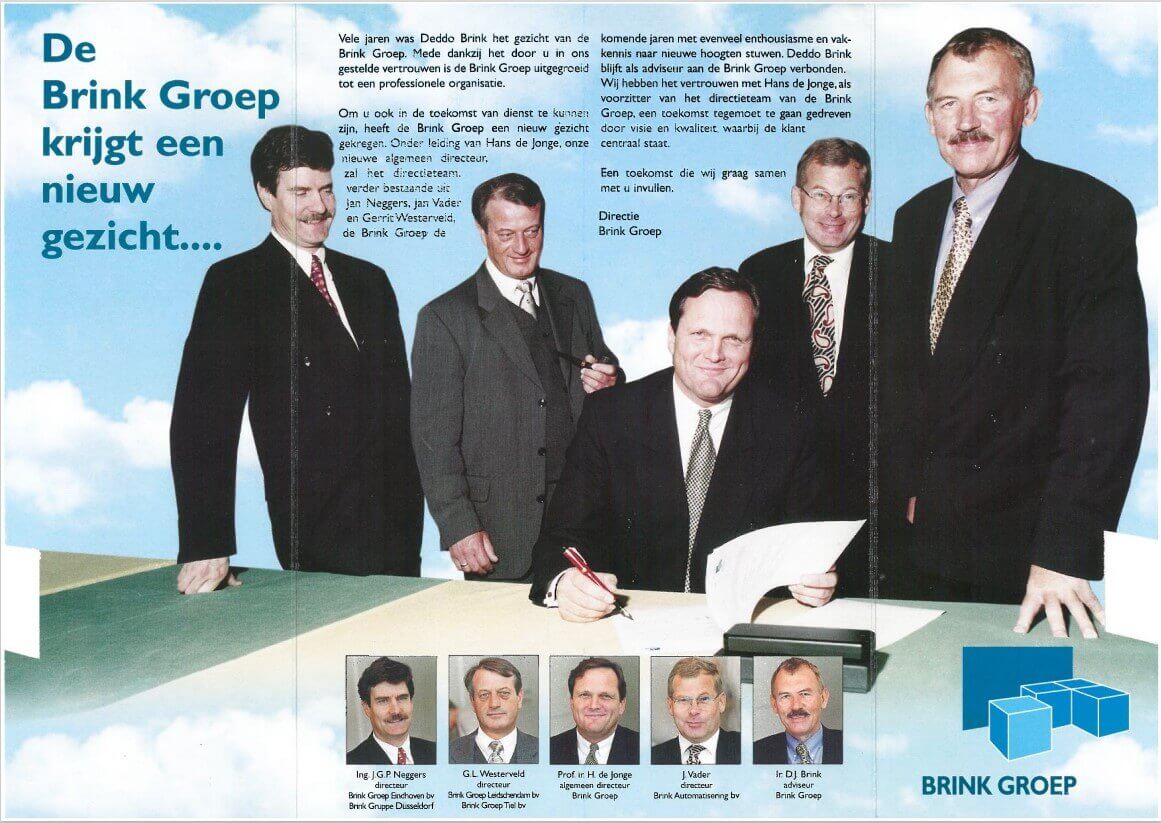 De
Brink Groep
krijgt een
nieuw
gezicht....
Vele jaren was Deddo Brink het gezicht van de
Brink Groep. Mede dankzij het door u in ons
gestelde vertrouwen is de Brink Groep uitgegroeid
tot een professionele organisatie.
Om u ook in de toekomst van dienst te kunnen
zijn, heeft de Brink Groep een nieuw gezicht
gekregen. Onder leiding van Hans de Jonge, onze
nieuwe algemeen directeur,
zal het directieteam,
verder bestaande uit
Jan Neggers, Jan Vader
en Gerrit Westerveld,
de Brink Groep de
komende jaren met evenveel enthousiasme en vak-
kennis naar nieuwe hoogten stuwen. Deddo Brink
blijft als adviseur aan de Brink Groep verbonden.
Wij hebben het vertrouwen met Hans de Jonge, als
voorzitter van het directieteam van de Brink
Groep, een toekomst tegemoet te gaan gedreven
door visie en kwaliteit, waarbij de klant
centraal staat.
Een toekomst die wij graag samen
met u invullen.
Directie
Brink Groep
Ing. J.G.P. Neggers
directeur
Brink Groep Eindhoven bv
Brink Gruppe Düsseldorf
G.L. Westerveld
directeur
Brink Groep Leidschendam bv
Brink Groep Tiel bv
Prof. ir. H. de Jonge
algemeen directeur
Brink Groep
J. Vader
directeur
Brink Automatisering bv
Ir. D.J. Brink
adviseur
Brink Groep
BRINK GROEP